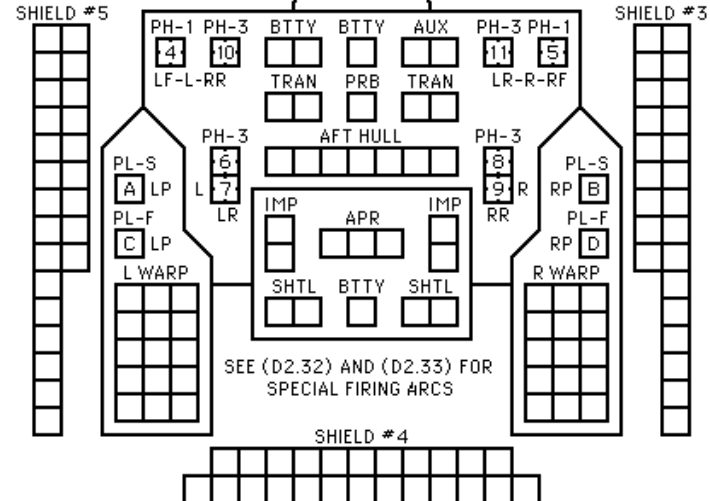 SHIELD #5
SHIELD #3
PH-1 PH-3 BTTY BTTY AUX PH-3 PH-1
4 10 11 5
LF-L-RR
LR-R-RF
TRAN PRB TRAN
PH-3 AFT HULL PH-3
6 8
L 7 9 R
LR RR
PL-S PL-S
A LP RP B
PL-F PL-F
C LP RP D
IMP APR IMP
L WARP R WARP
SHTL BTTY SHTL
SEE (D2.32) AND (D2.33) FOR
SPECIAL FIRING ARCS
SHIELD #4